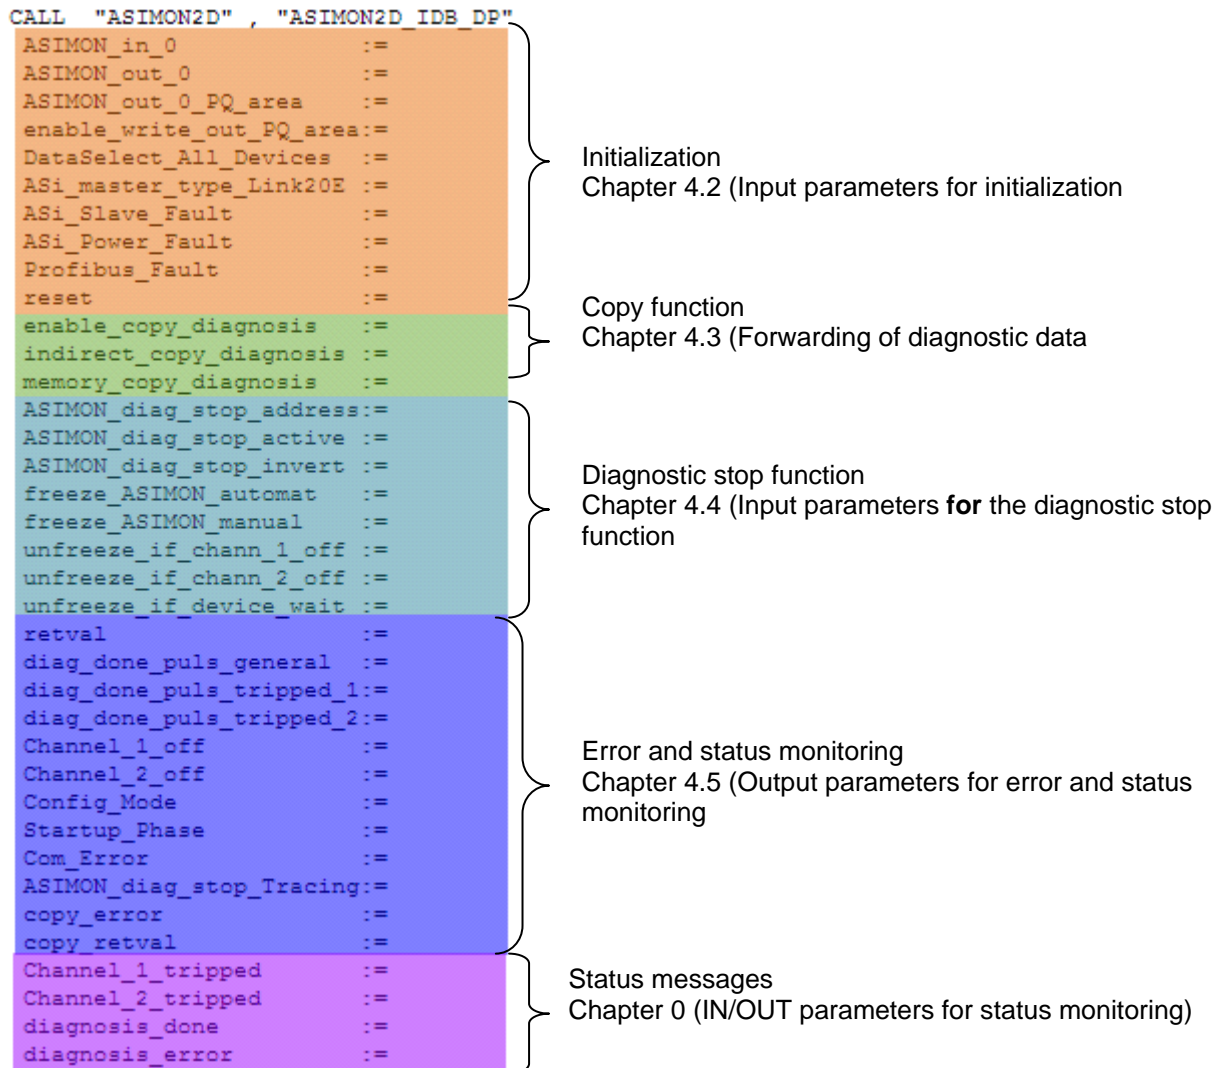 CALL "ASIMON2D" , "ASIMON2D_IDB_DP"
ASIMON_in_0 :=
ASIMON_out_0 :=
ASIMON_out_0_PQ_area :=
enable_write_out_PQ_area:=
DataSelect_All_Devices :=
ASi_master_type_Link20E :=
ASi_Slave_Fault :=
ASi_Power_Fault :=
Profibus_Fault :=
reset :=
Initialization
Chapter 4.2 (Input parameters for initialization
enable_copy_diagnosis :=
indirect_copy_diagnosis :=
memory_copy_diagnosis :=
Copy function
Chapter 4.3 (Forwarding of diagnostic data
ASIMON_diag_stop_address:=
ASIMON_diag_stop_active :=
ASIMON_diag_stop_invert :=
freeze_ASIMON_automat :=
freeze_ASIMON_manual :=
unfreeze_if_chann_1_off :=
unfreeze_if_chann_2_off :=
unfreeze_if_device_wait :=
Diagnostic stop function
Chapter 4.4 (Input parameters for the diagnostic stop
function
retval :=
diag_done_puls_general :=
diag_done_puls_tripped_1:=
diag_done_puls_tripped_2:=
Channel_1_off :=
Channel_2_off :=
Config_Mode :=
Startup_Phase :=
Com_Error :=
ASIMON_diag_stop_Tracing:=
copy_error :=
copy_retval :=
Error and status monitoring
Chapter 4.5 (Output parameters for error and status
monitoring
Channel_1_tripped :=
Channel_2_tripped :=
diagnosis_done :=
diagnosis_error :=
Status messages
Chapter 0 (IN/OUT parameters for status monitoring)